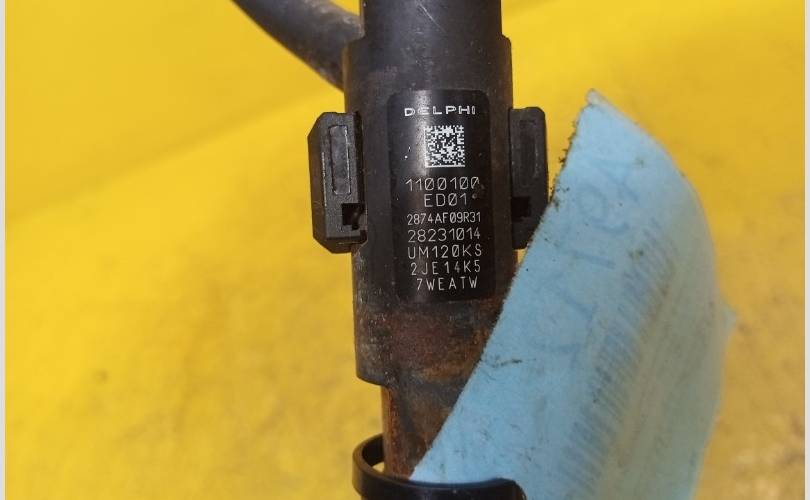 DELPHI
1100100
ED01
2874AF09R31
28231014
UM120KS
2JE14K5
7WEATW